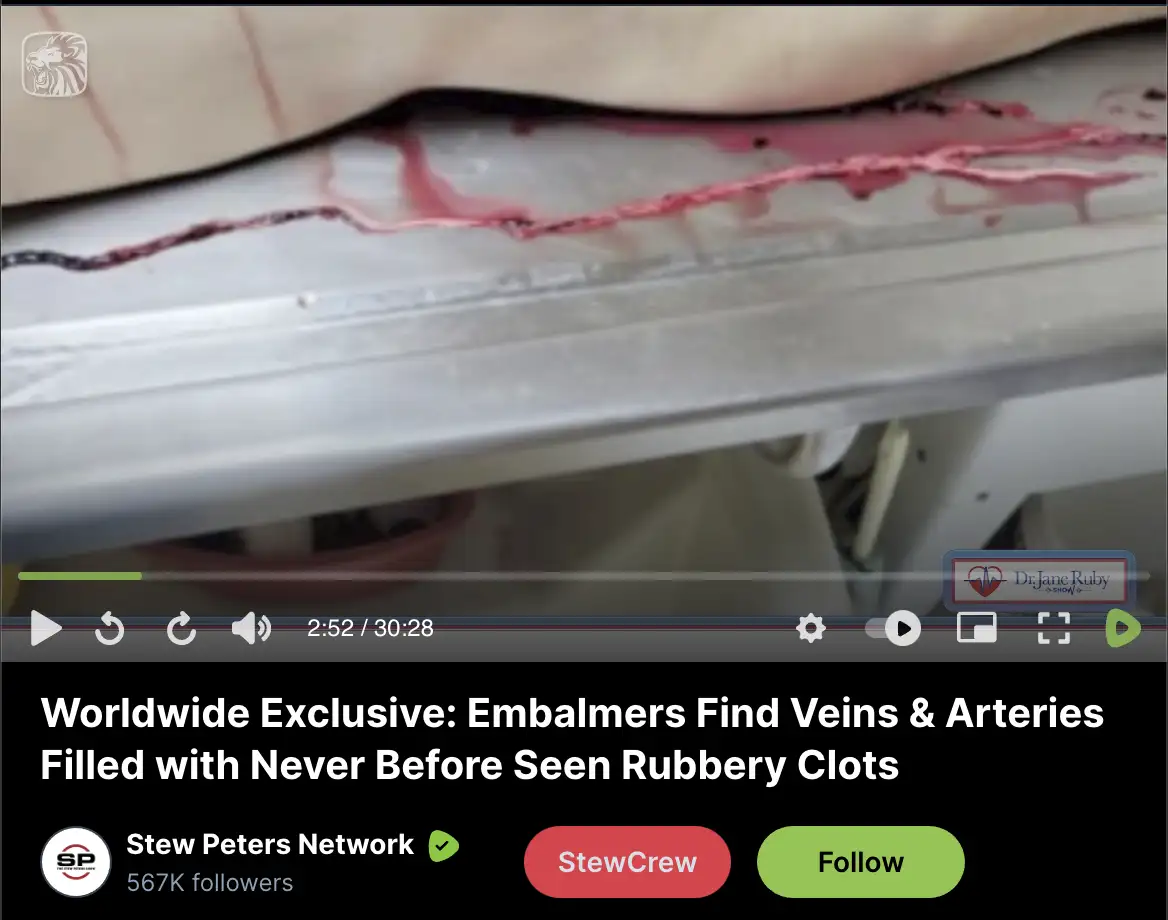 Dr. Jane Ruby
SHOW
2:52 / 30:28
Worldwide Exclusive: Embalmers Find Veins & Arteries
Filled with Never Before Seen Rubbery Clots
SP
Stew Peters Network
567K followers
StewCrew
Follow